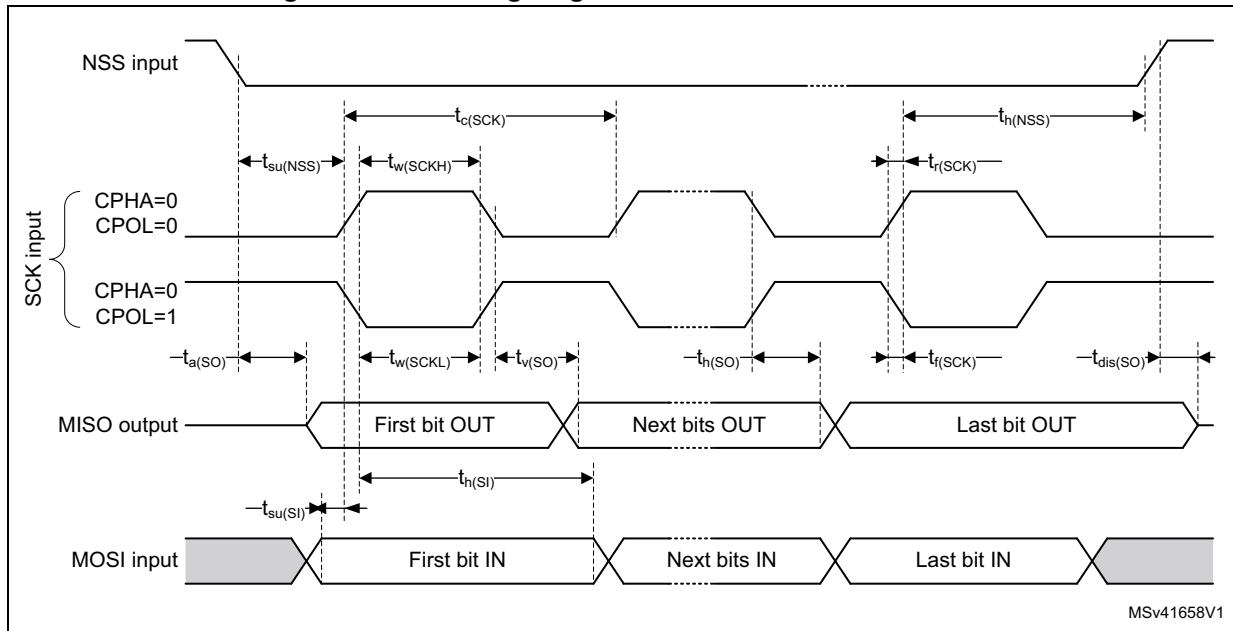 NSS input
tc(SCK)
th(NSS)
tsu(NSS)
tw(SCKH)
tr(SCK)
SCK input
CPHA=0
CPOL=0
CPHA=0
CPOL=1
ta(SO)
tw(SCKL)
tv(SO)
th(SO)
tf(SCK)
tdis(SO)
MISO output
First bit OUT
Next bits OUT
Last bit OUT
th(SI)
tsu(SI)
MOSI input
First bit IN
Next bits IN
Last bit IN
MSv41658V1